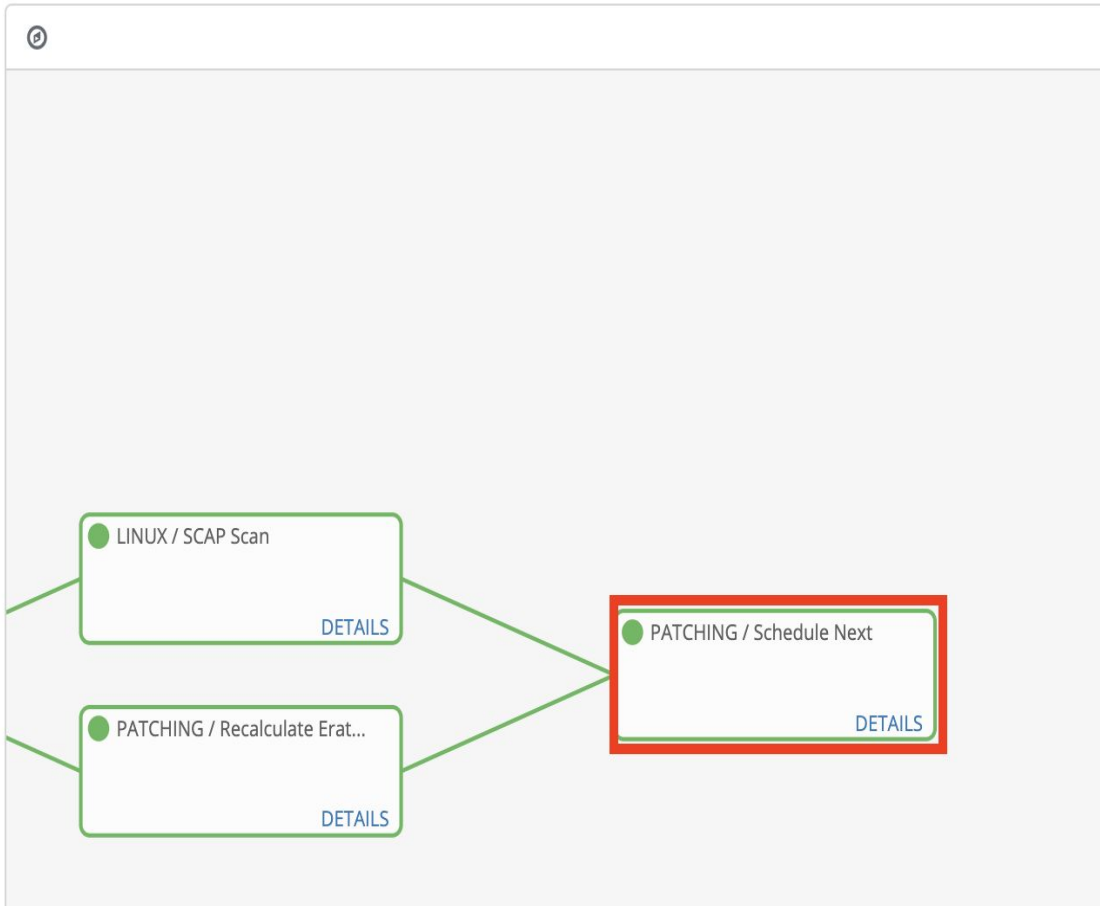 LINUX / SCAP Scan
DETAILS
PATCHING / Schedule Next
DETAILS
PATCHING / Recalculate Erat...
DETAILS